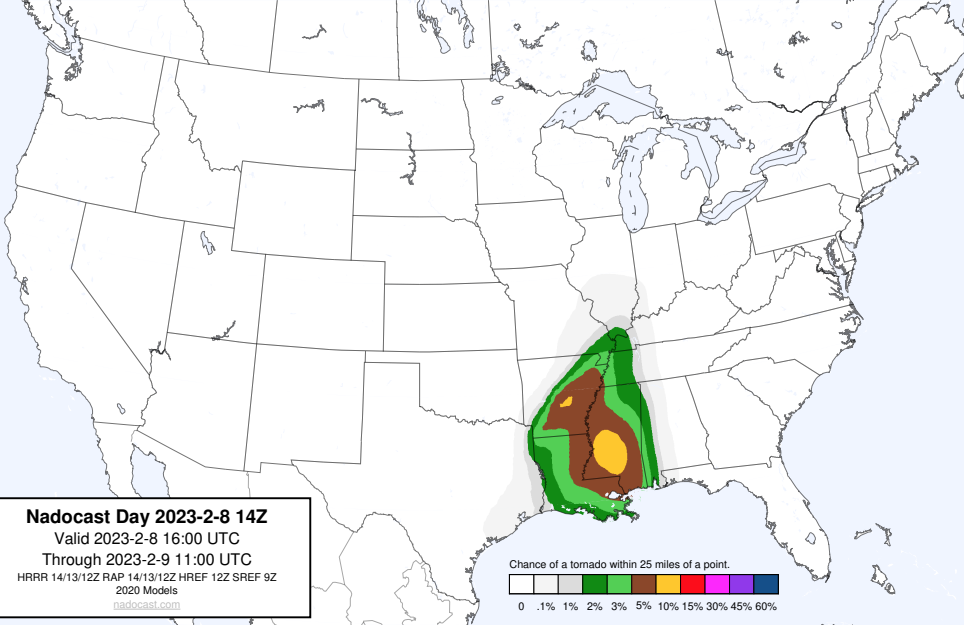 Nadocast Day 2023-2-8 14Z
Valid 2023-2-8 16:00 UTC
Through 2023-2-9 11:00 UTC
HRRR 14/13/12Z RAP 14/13/12Z HREF 12Z SREF 9Z
2020 Models
nadocast.com
Chance of a tornado within 25 miles of a point.
0 .1% 1% 2% 3% 5% 10% 15% 30% 45% 60%